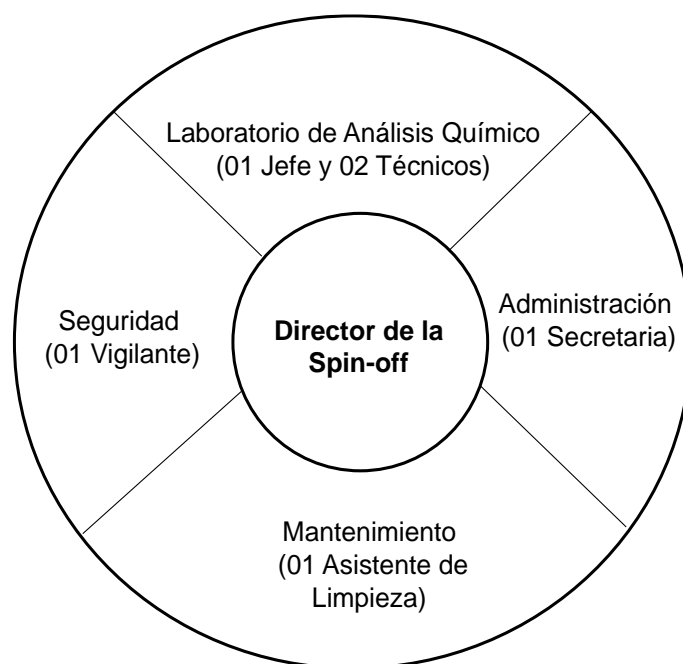 Laboratorio de Análisis Químico
(01 Jefe y 02 Técnicos)
Seguridad
(01 Vigilante)
Director de la
Spin-off
Administración
(01 Secretaria)
Mantenimiento
(01 Asistente de
Limpieza)